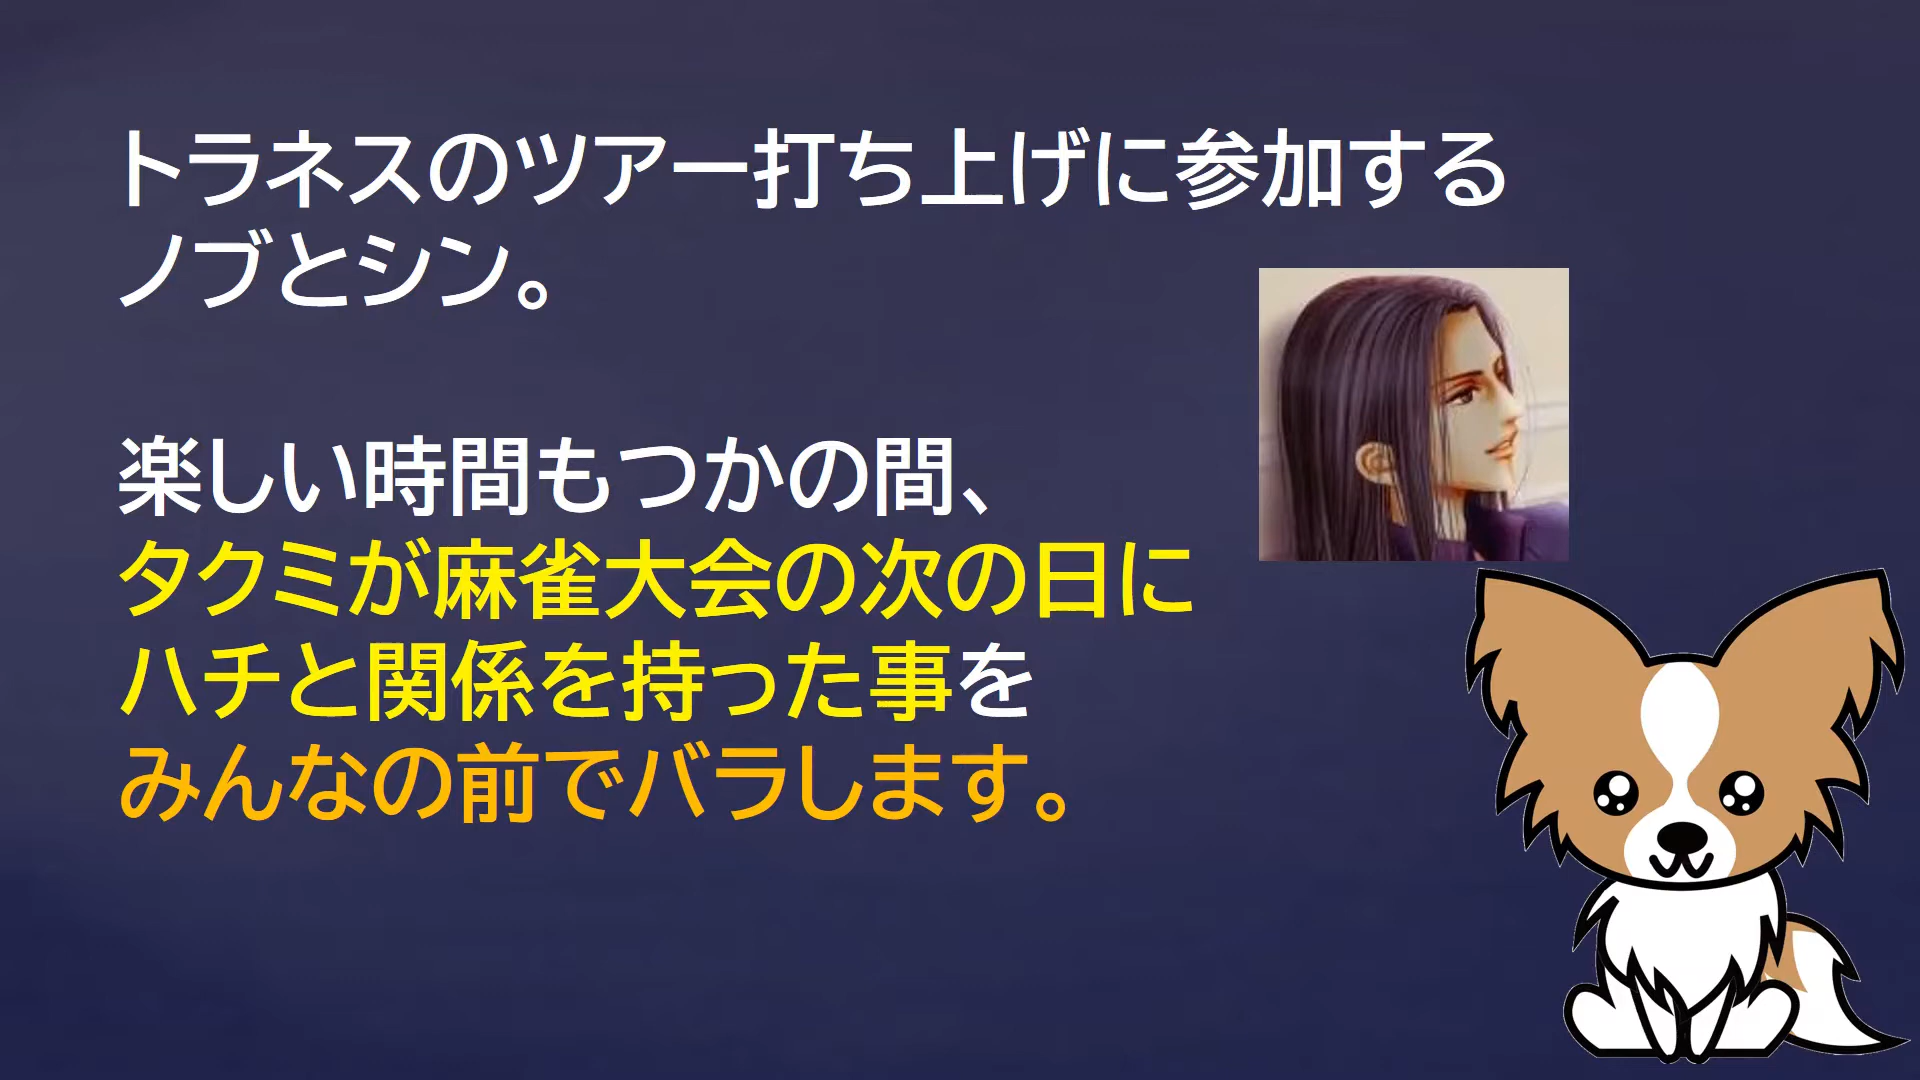 トラネスのツアー打ち上げに参加する
ノブとシン。
楽しい時間もつかの間、
タクミが麻雀大会の次の日に
ハチと関係を持った事を
みんなの前でバラします。